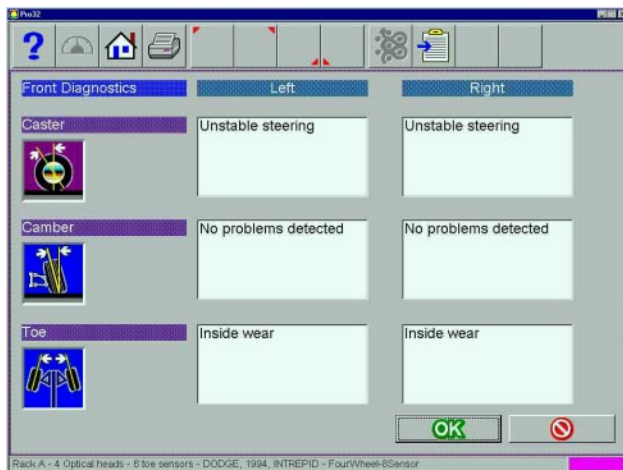 Pro32
Front Diagnostics
Left
Right
Caster
Unstable steering
Unstable steering
Camber
No problems detected
No problems detected
Toe
Inside wear
Inside wear
OK
Rack A - 4 Optical heads - 6 toe sensors - DODGE, 1994, INTREPID - FourWheel-8Sensor